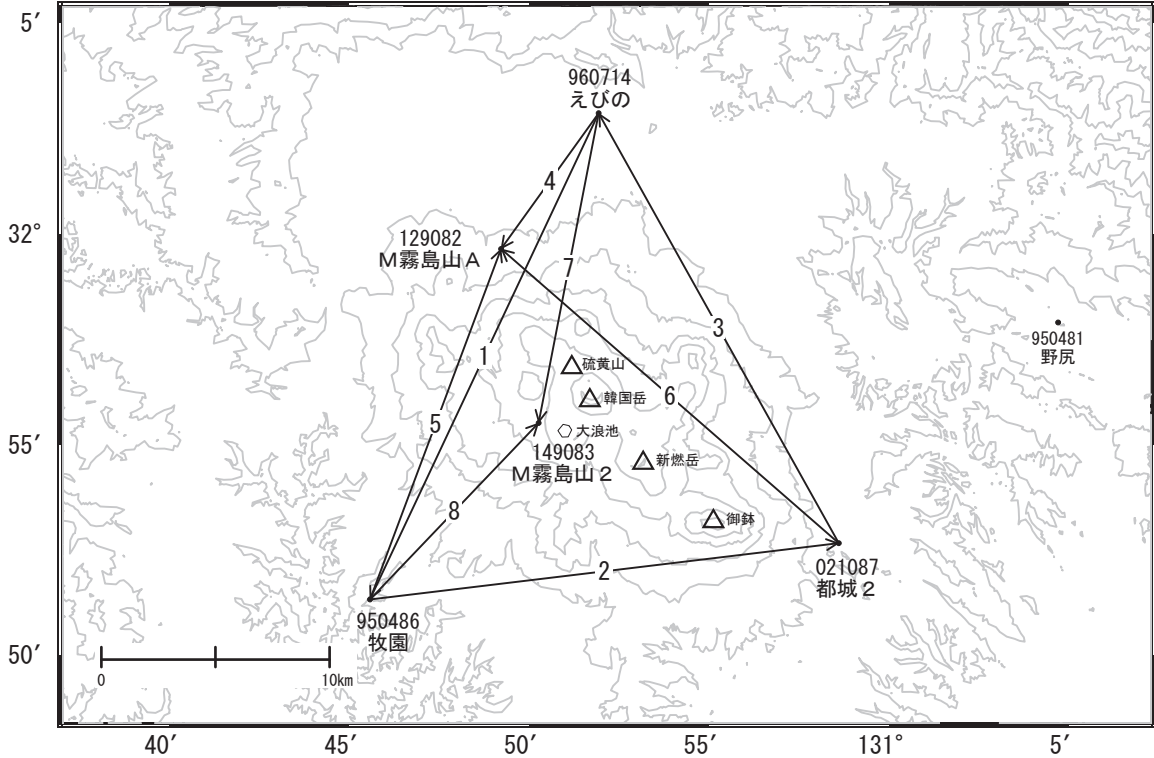 5′
960714
えびの
4
32°
129082
M霧島山A
7
3
950481
野尻
1
硫黄山
韓国岳
6
5
大浪池
55′
149083
M霧島山2
新燃岳
8
御鉢
2
021087
都城2
950486
牧園
50′
0
10km
40′
45′
50′
55′
131°
5′